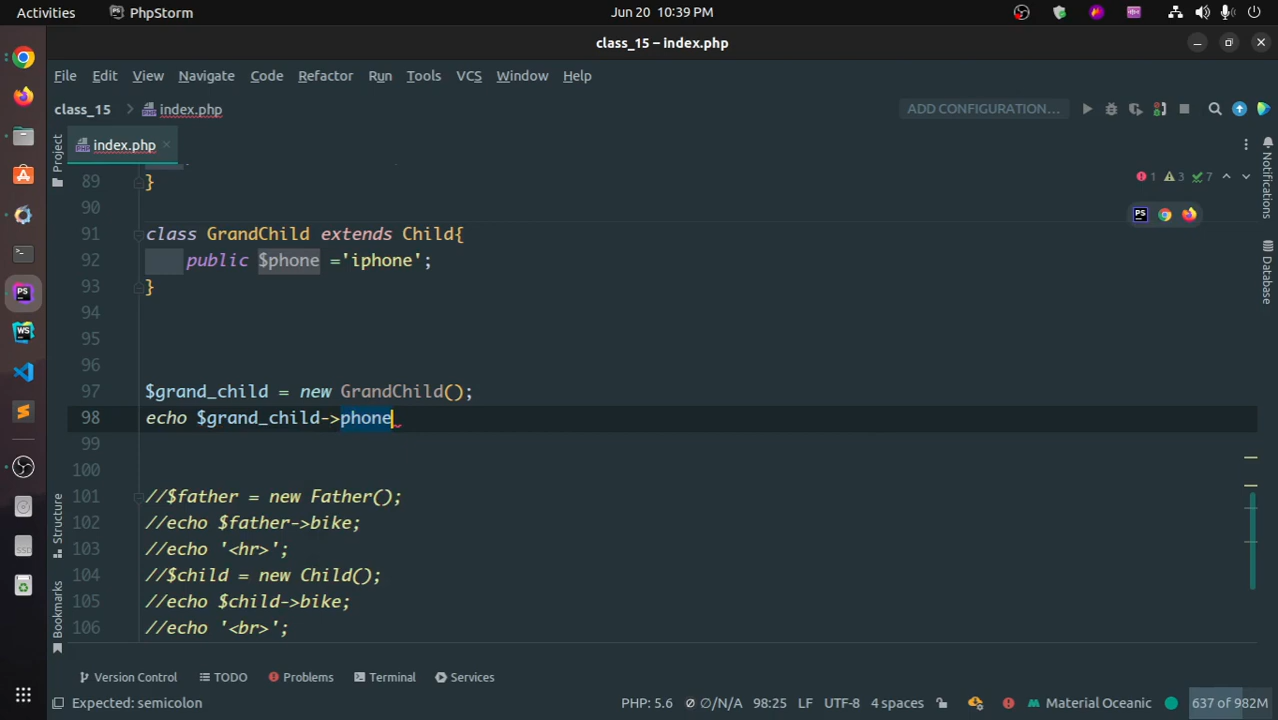 Activities PhpStorm Jun 20 10:39 PM
class_15 – index.php
File Edit View Navigate Code Refactor Run Tools VCS Window Help
class_15 index.php ADD CONFIGURATION...
Project
index.php
Notifications
Database
Structure
Bookmarks
1 3 7
89 }
90
91 class GrandChild extends Child{
92 public $phone ='iphone';
93 }
94
95
96
97 $grand_child = new GrandChild();
98 echo $grand_child->phone
99
100
101 //$father = new Father();
102 //echo $father->bike;
103 //echo '<hr>';
104 //$child = new Child();
105 //echo $child->bike;
106 //echo '<br>';
Version Control TODO Problems Terminal Services
Expected: semicolon PHP: 5.6 ∅/N/A 98:25 LF UTF-8 4 spaces Material Oceanic 637 of 982M